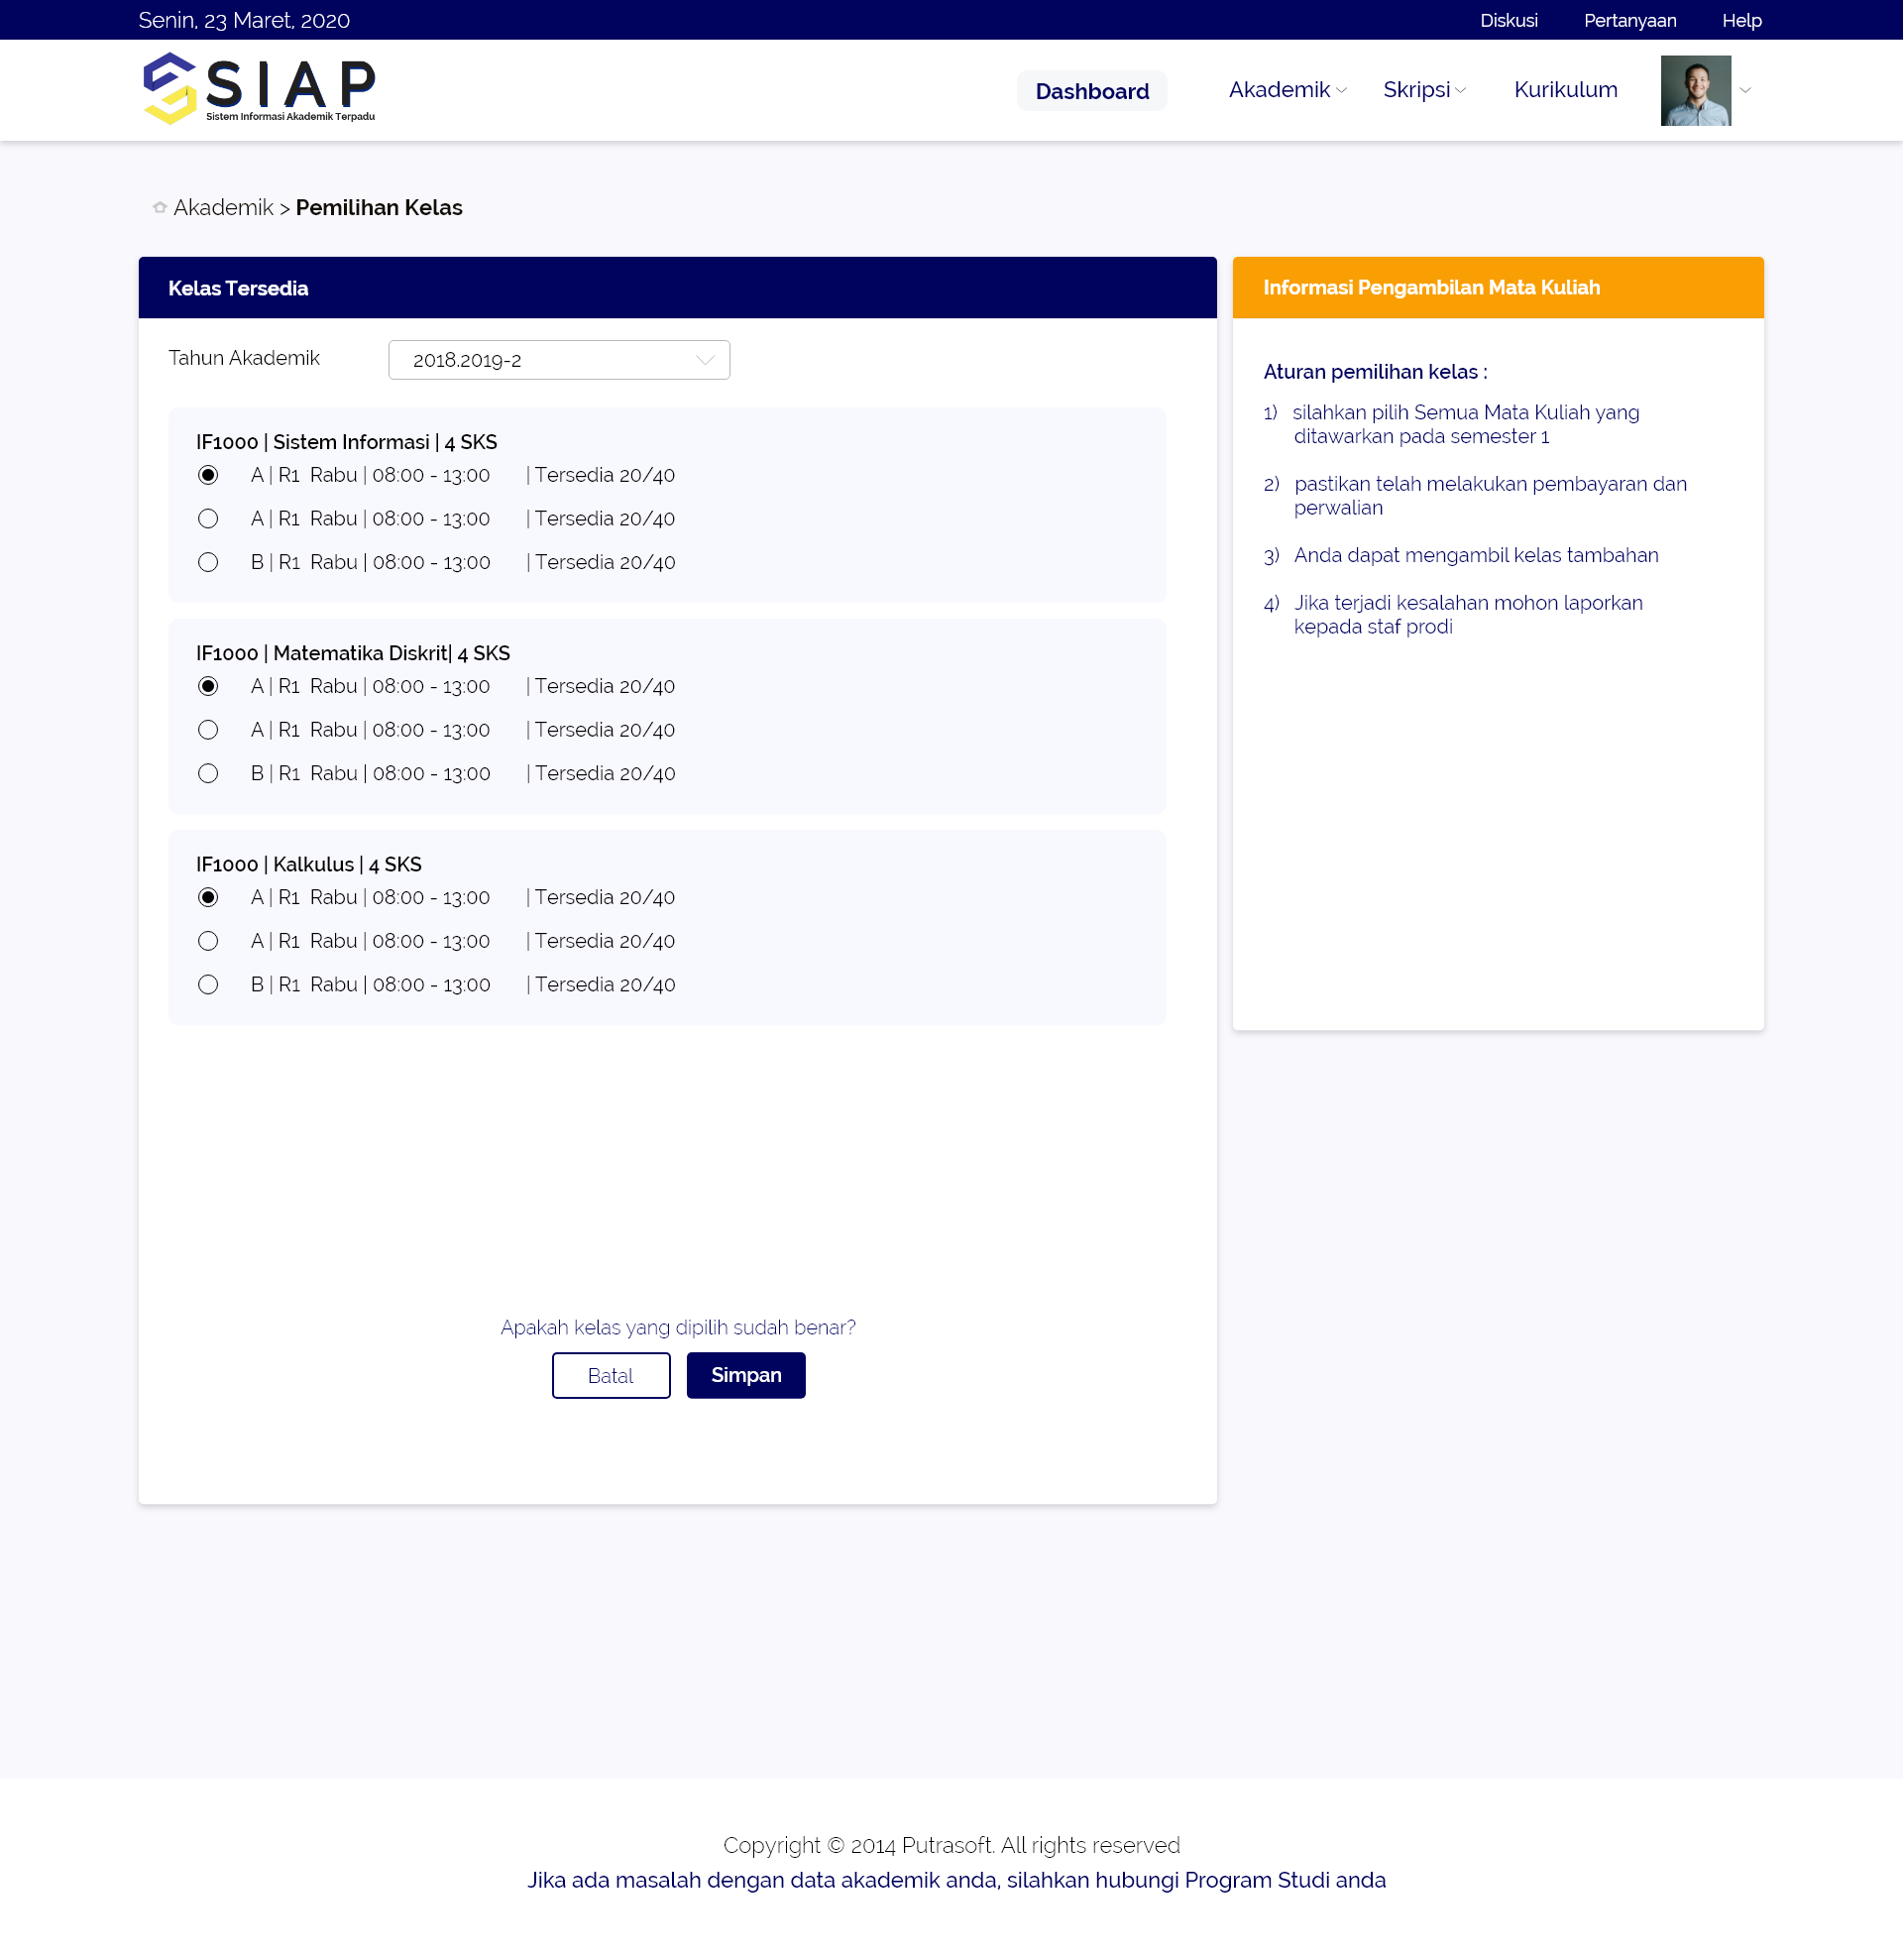 Senin, 23 Maret, 2020
Diskusi Pertanyaan Help
SIAP
Sistem Informasi Akademik Terpadu
Dashboard Akademik Skripsi Kurikulum
Akademik > Pemilihan Kelas
Kelas Tersedia
Tahun Akademik 2018.2019-2
IF1000 | Sistem Informasi | 4 SKS
A | R1 Rabu | 08:00 - 13:00 | Tersedia 20/40
A | R1 Rabu | 08:00 - 13:00 | Tersedia 20/40
B | R1 Rabu | 08:00 - 13:00 | Tersedia 20/40
IF1000 | Matematika Diskrit| 4 SKS
A | R1 Rabu | 08:00 - 13:00 | Tersedia 20/40
A | R1 Rabu | 08:00 - 13:00 | Tersedia 20/40
B | R1 Rabu | 08:00 - 13:00 | Tersedia 20/40
IF1000 | Kalkulus | 4 SKS
A | R1 Rabu | 08:00 - 13:00 | Tersedia 20/40
A | R1 Rabu | 08:00 - 13:00 | Tersedia 20/40
B | R1 Rabu | 08:00 - 13:00 | Tersedia 20/40
Apakah kelas yang dipilih sudah benar?
Batal Simpan
Informasi Pengambilan Mata Kuliah
Aturan pemilihan kelas :
1) silahkan pilih Semua Mata Kuliah yang
ditawarkan pada semester 1
2) pastikan telah melakukan pembayaran dan
perwalian
3) Anda dapat mengambil kelas tambahan
4) Jika terjadi kesalahan mohon laporkan
kepada staf prodi
Copyright © 2014 Putrasoft. All rights reserved
Jika ada masalah dengan data akademik anda, silahkan hubungi Program Studi anda